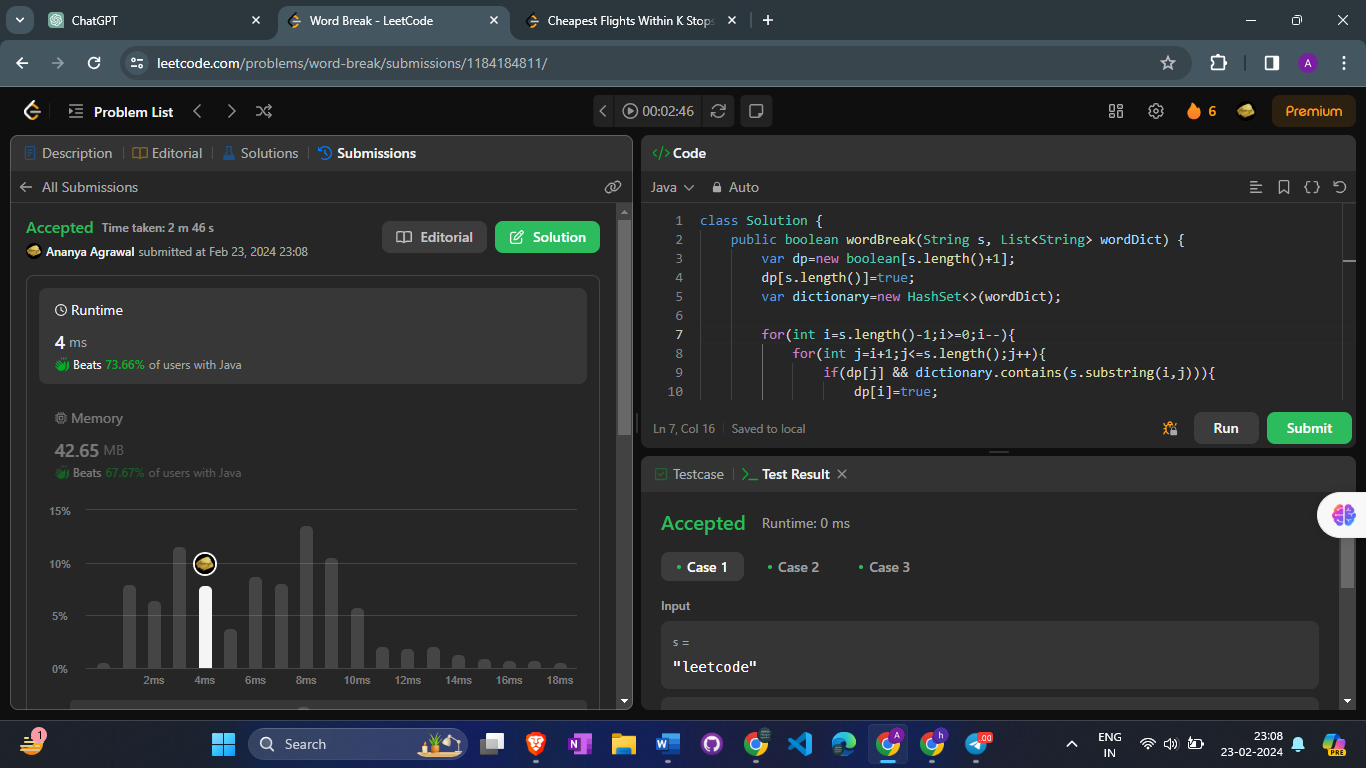 ChatGPT
Word Break - LeetCode
Cheapest Flights Within K Stops
leetcode.com/problems/word-break/submissions/1184184811/
A
Problem List
00:02:46
6
Premium
Description
Editorial
Solutions
Submissions
All Submissions
Accepted Time taken: 2 m 46 s
Ananya Agrawal submitted at Feb 23, 2024 23:08
Editorial
Solution
Runtime
4 ms
Beats 73.66% of users with Java
Memory
42.65 MB
Beats 67.67% of users with Java
15%
10%
5%
0%
2ms 4ms 6ms 8ms 10ms 12ms 14ms 16ms 18ms
</> Code
Java
Auto
1 class Solution {
2 public boolean wordBreak(String s, List<String> wordDict) {
3 var dp=new boolean[s.length()+1];
4 dp[s.length()]=true;
5 var dictionary=new HashSet<>(wordDict);
6
7 for(int i=s.length()-1;i>=0;i--){
8 for(int j=i+1;j<=s.length();j++){
9 if(dp[j] && dictionary.contains(s.substring(i,j))){
10 dp[i]=true;
Ln 7, Col 16 Saved to local
Run
Submit
Testcase
Test Result
Accepted Runtime: 0 ms
Case 1 Case 2 Case 3
Input
s =
"leetcode"
1
Search
A
h
ENG
IN
23:08
23-02-2024
PRE